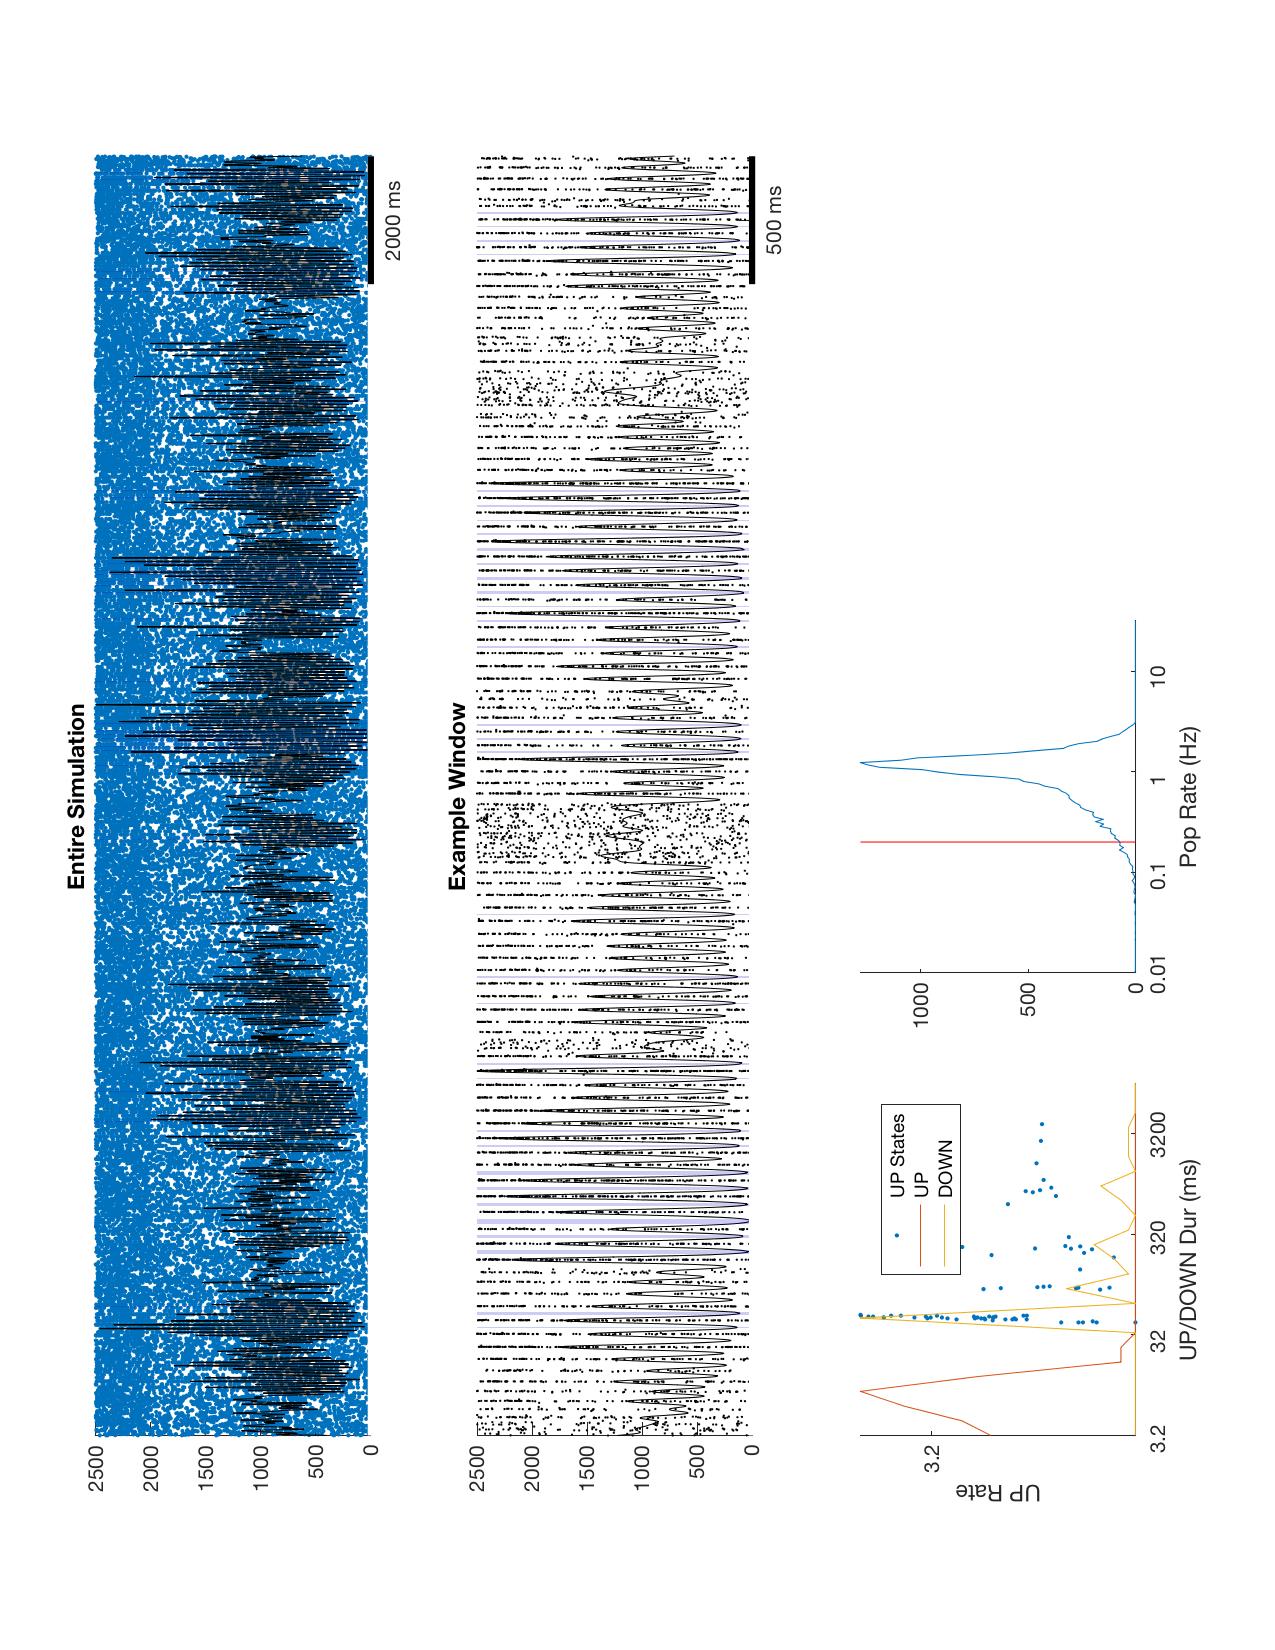 Entire Simulation
2500
2000
1500
1000
500
0
2000 ms
Example Window
2500
2000
1500
1000
500
0
500 ms
UP Rate
3.2
UP States
UP
DOWN
3.2 32 320 3200
UP/DOWN Dur (ms)
1000
500
0
0.01 0.1 1 10
Pop Rate (Hz)